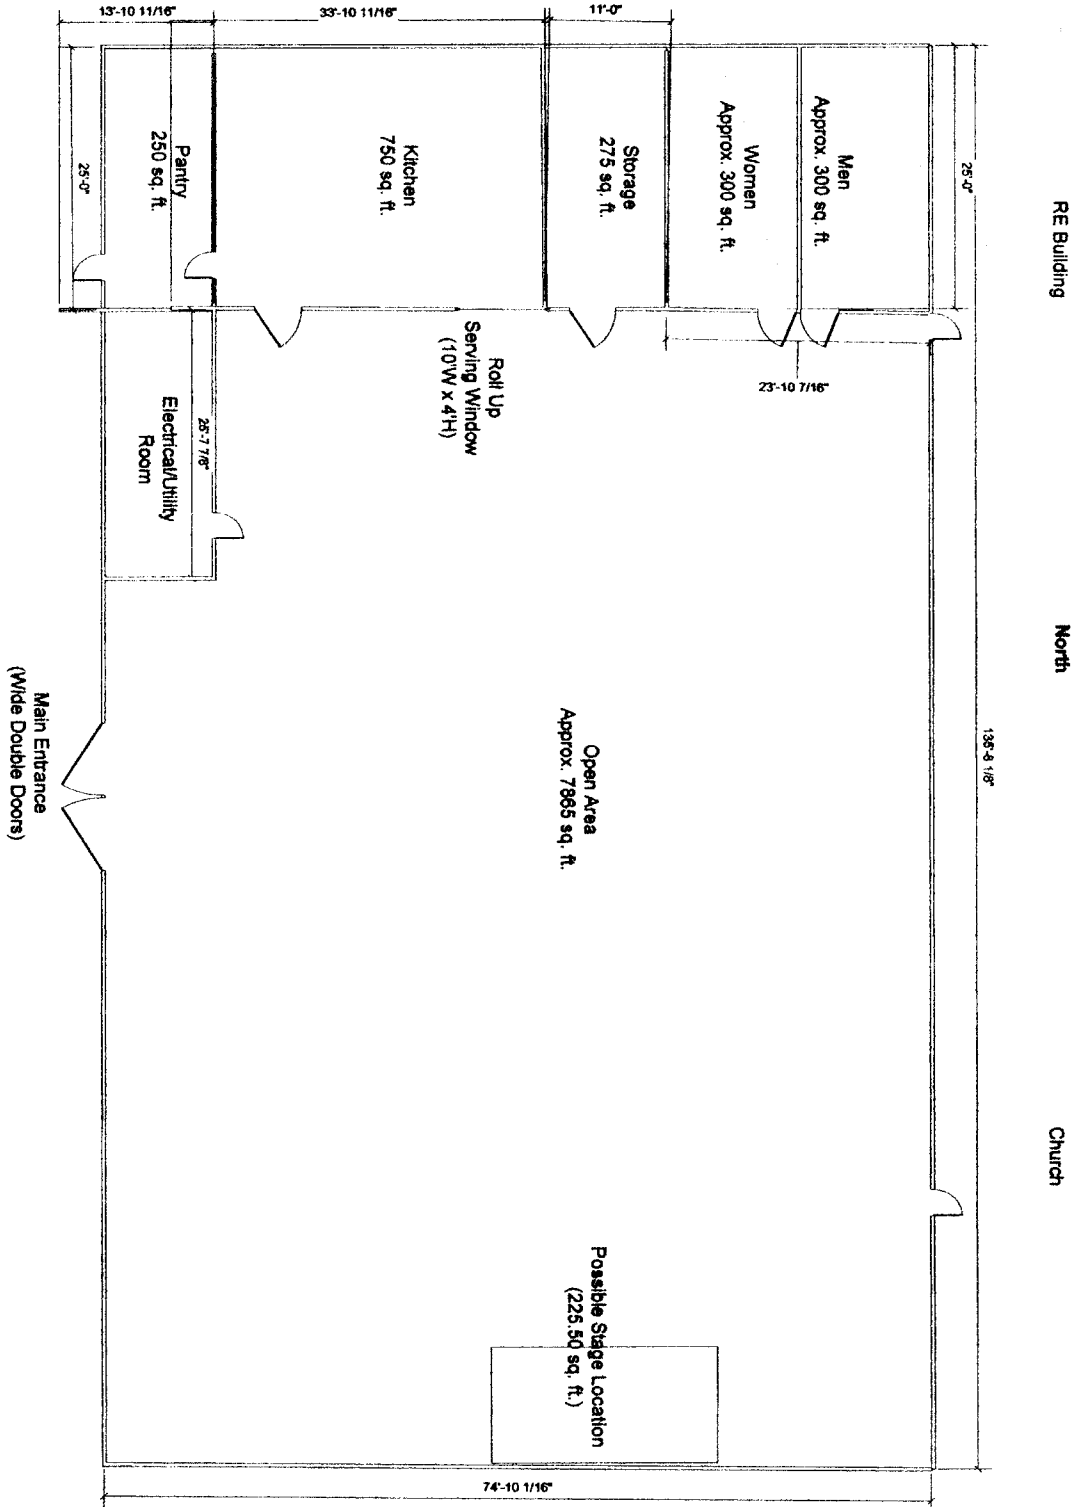 13'-10 11/16"
33'-10 11/16"
11'-0"
25'-0"
RE Building
Men
Approx. 300 sq. ft.
Women
Approx. 300 sq. ft.
Storage
275 sq. ft.
Kitchen
750 sq. ft.
Pantry
250 sq. ft.
25'-0"
23'-10 7/16"
Roll Up
Serving Window
(10'W x 4'H)
25'-7 7/8"
Electrical/Utility
Room
North
135'-8 1/8"
Open Area
Approx. 7865 sq. ft.
Main Entrance
(Wide Double Doors)
Church
Possible Stage Location
(225.50 sq. ft.)
74'-10 1/16"